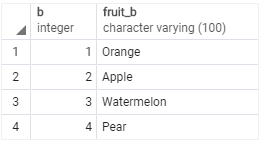 b fruit_b
integer character varying (100)
1 1 Orange
2 2 Apple
3 3 Watermelon
4 4 Pear